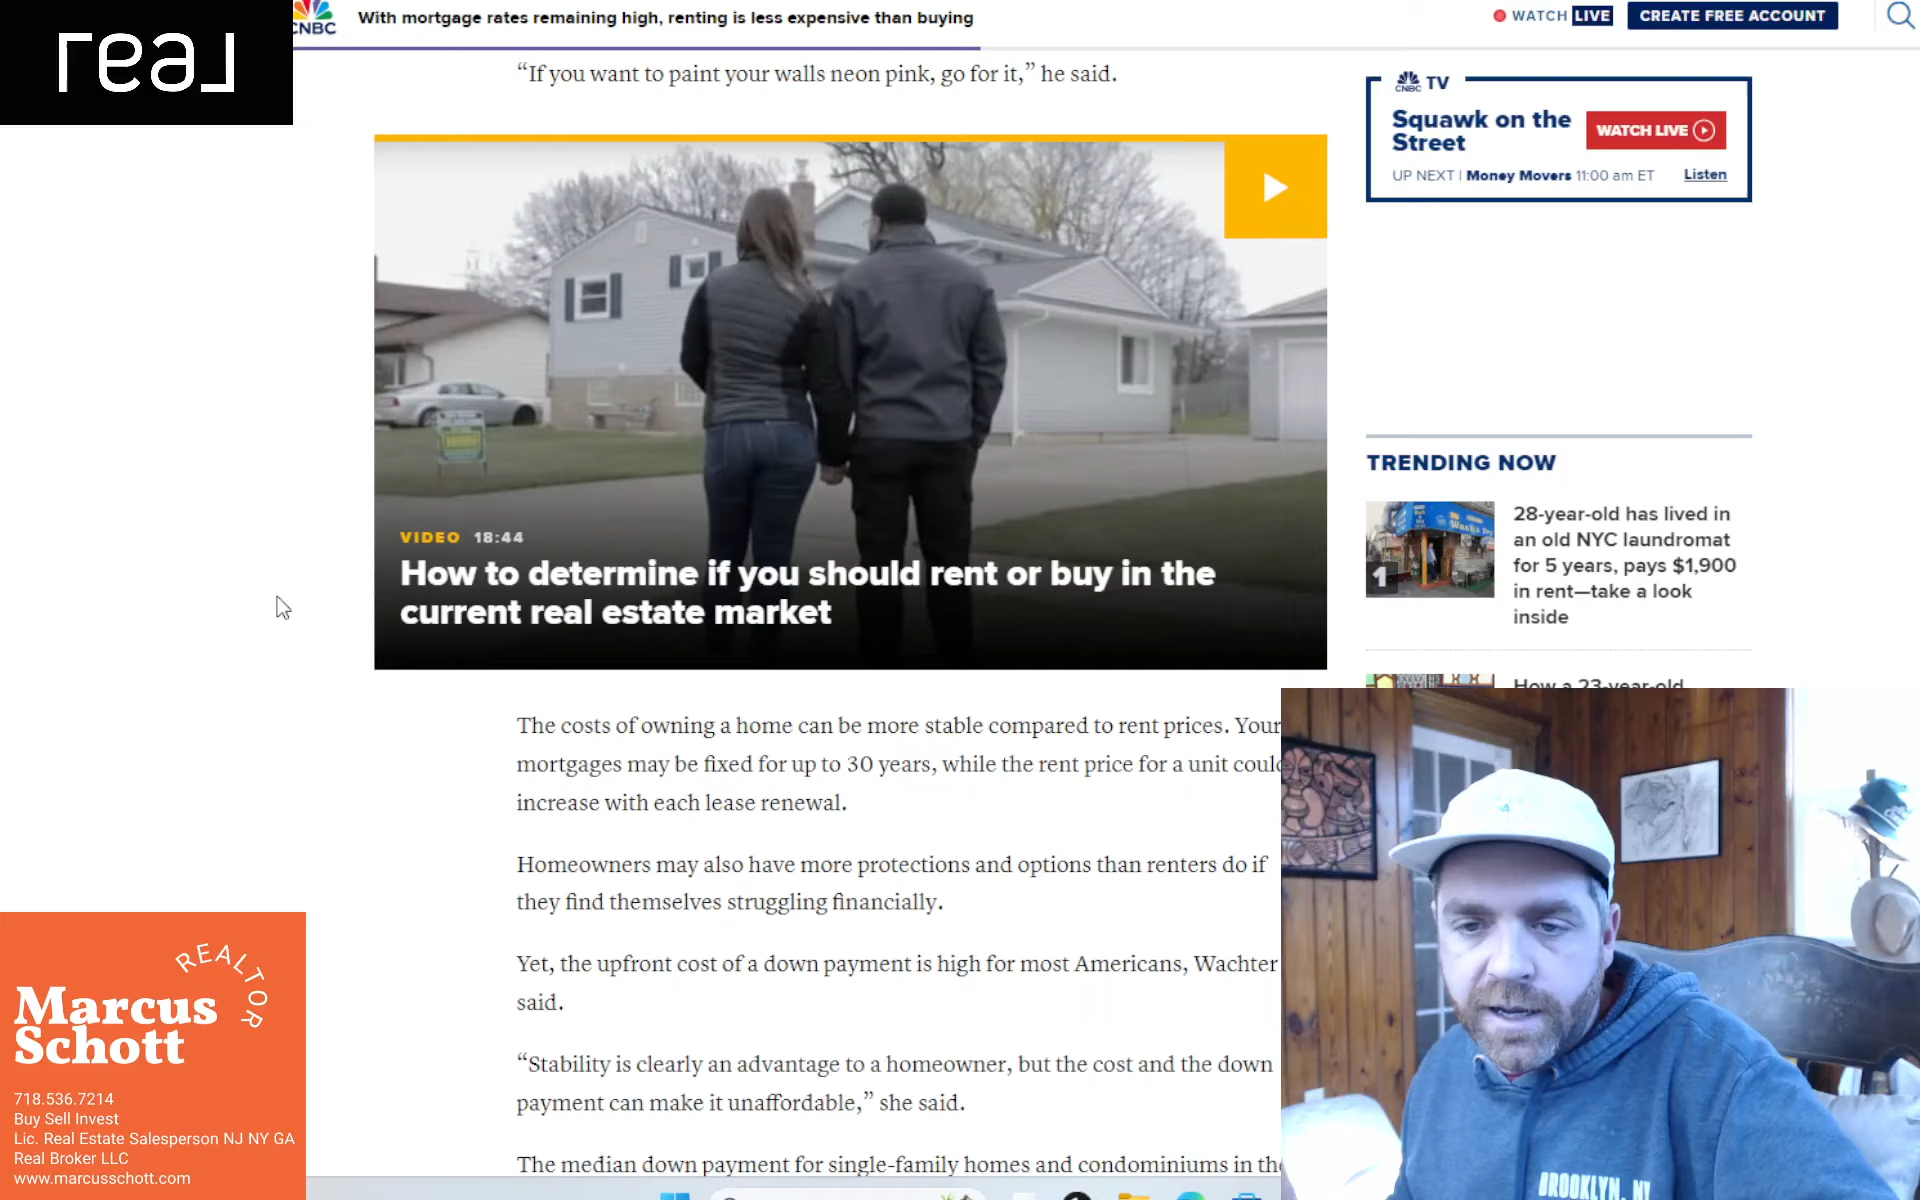 real
CNBC
With mortgage rates remaining high, renting is less expensive than buying
WATCH LIVE
CREATE FREE ACCOUNT
“If you want to paint your walls neon pink, go for it,” he said.
CNBC TV
Squawk on the
Street
WATCH LIVE
UP NEXT | Money Movers 11:00 am ET
Listen
VIDEO 18:44
How to determine if you should rent or buy in the
current real estate market
TRENDING NOW
1
28-year-old has lived in
an old NYC laundromat
for 5 years, pays $1,900
in rent—take a look
inside
How a 23-year-old
The costs of owning a home can be more stable compared to rent prices. Your
mortgages may be fixed for up to 30 years, while the rent price for a unit could
increase with each lease renewal.
Homeowners may also have more protections and options than renters do if
they find themselves struggling financially.
Yet, the upfront cost of a down payment is high for most Americans, Wachter
said.
“Stability is clearly an advantage to a homeowner, but the cost and the down
payment can make it unaffordable,” she said.
The median down payment for single-family homes and condominiums in the
REALTOR
Marcus
Schott
718.536.7214
Buy Sell Invest
Lic. Real Estate Salesperson NJ NY GA
Real Broker LLC
www.marcusschott.com
BROOKLYN, NY